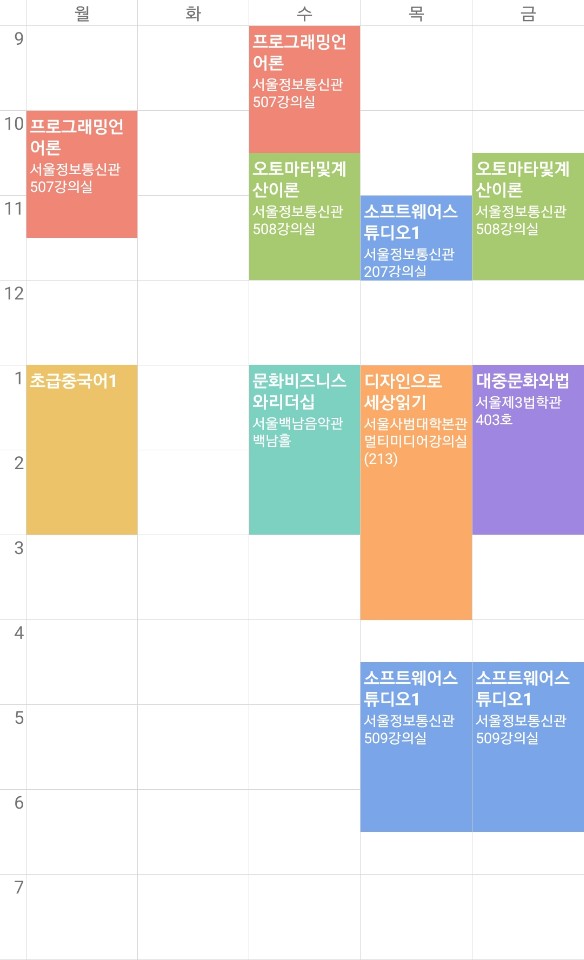 월 화 수 목 금
9
프로그래밍언
어론
서울정보통신관
507강의실
10
프로그래밍언
어론
서울정보통신관
507강의실
오토마타및계
산이론
서울정보통신관
508강의실
오토마타및계
산이론
서울정보통신관
508강의실
11
소프트웨어스
튜디오1
서울정보통신관
207강의실
12
1
초급중국어1
문화비즈니스
와리더십
서울백남음악관
백남홀
디자인으로
세상읽기
서울사범대학본관
멀티미디어강의실
(213)
대중문화와법
서울제3법학관
403호
2
3
4
소프트웨어스
튜디오1
서울정보통신관
509강의실
소프트웨어스
튜디오1
서울정보통신관
509강의실
5
6
7